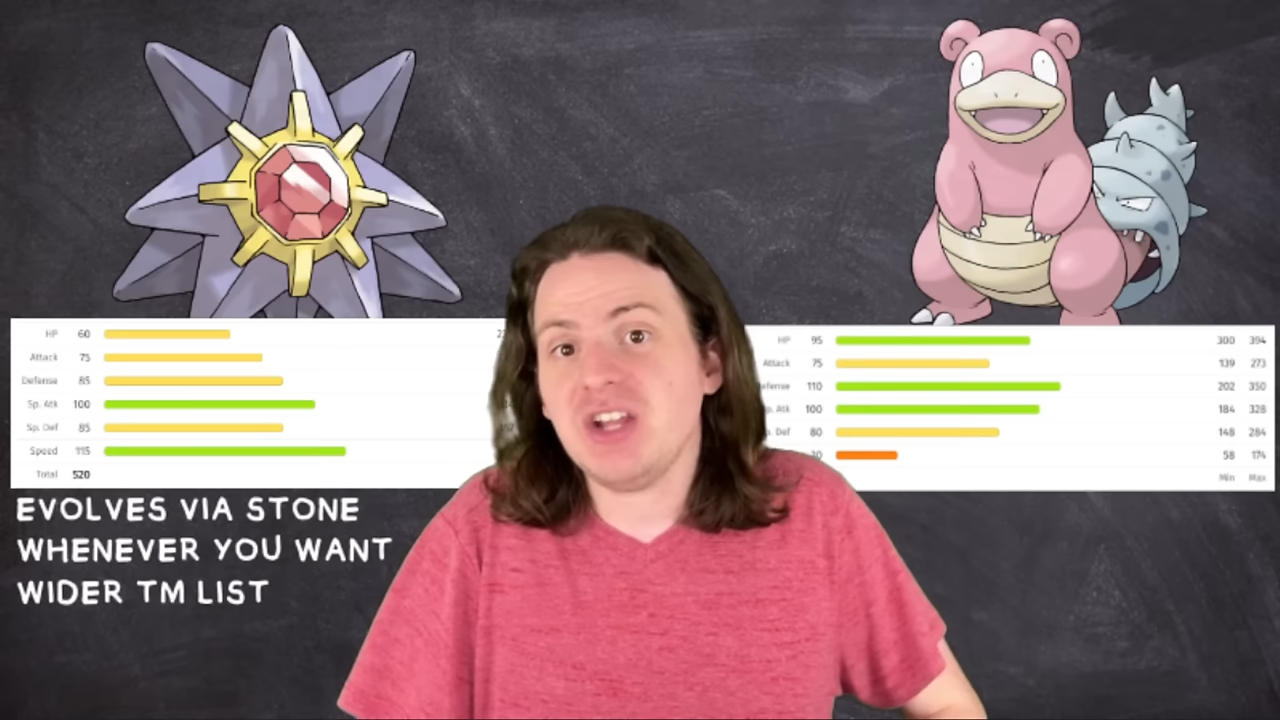 HP 60
Attack 75
Defense 85
Sp. Atk 100
Sp. Def 85
Speed 115
Total 520
HP 95 300 394
Attack 75 139 273
efense 110 202 350
p. Atk 100 184 328
p. Def 80 148 284
30 58 174
Min Max
EVOLVES VIA STONE
WHENEVER YOU WANT
WIDER TM LIST